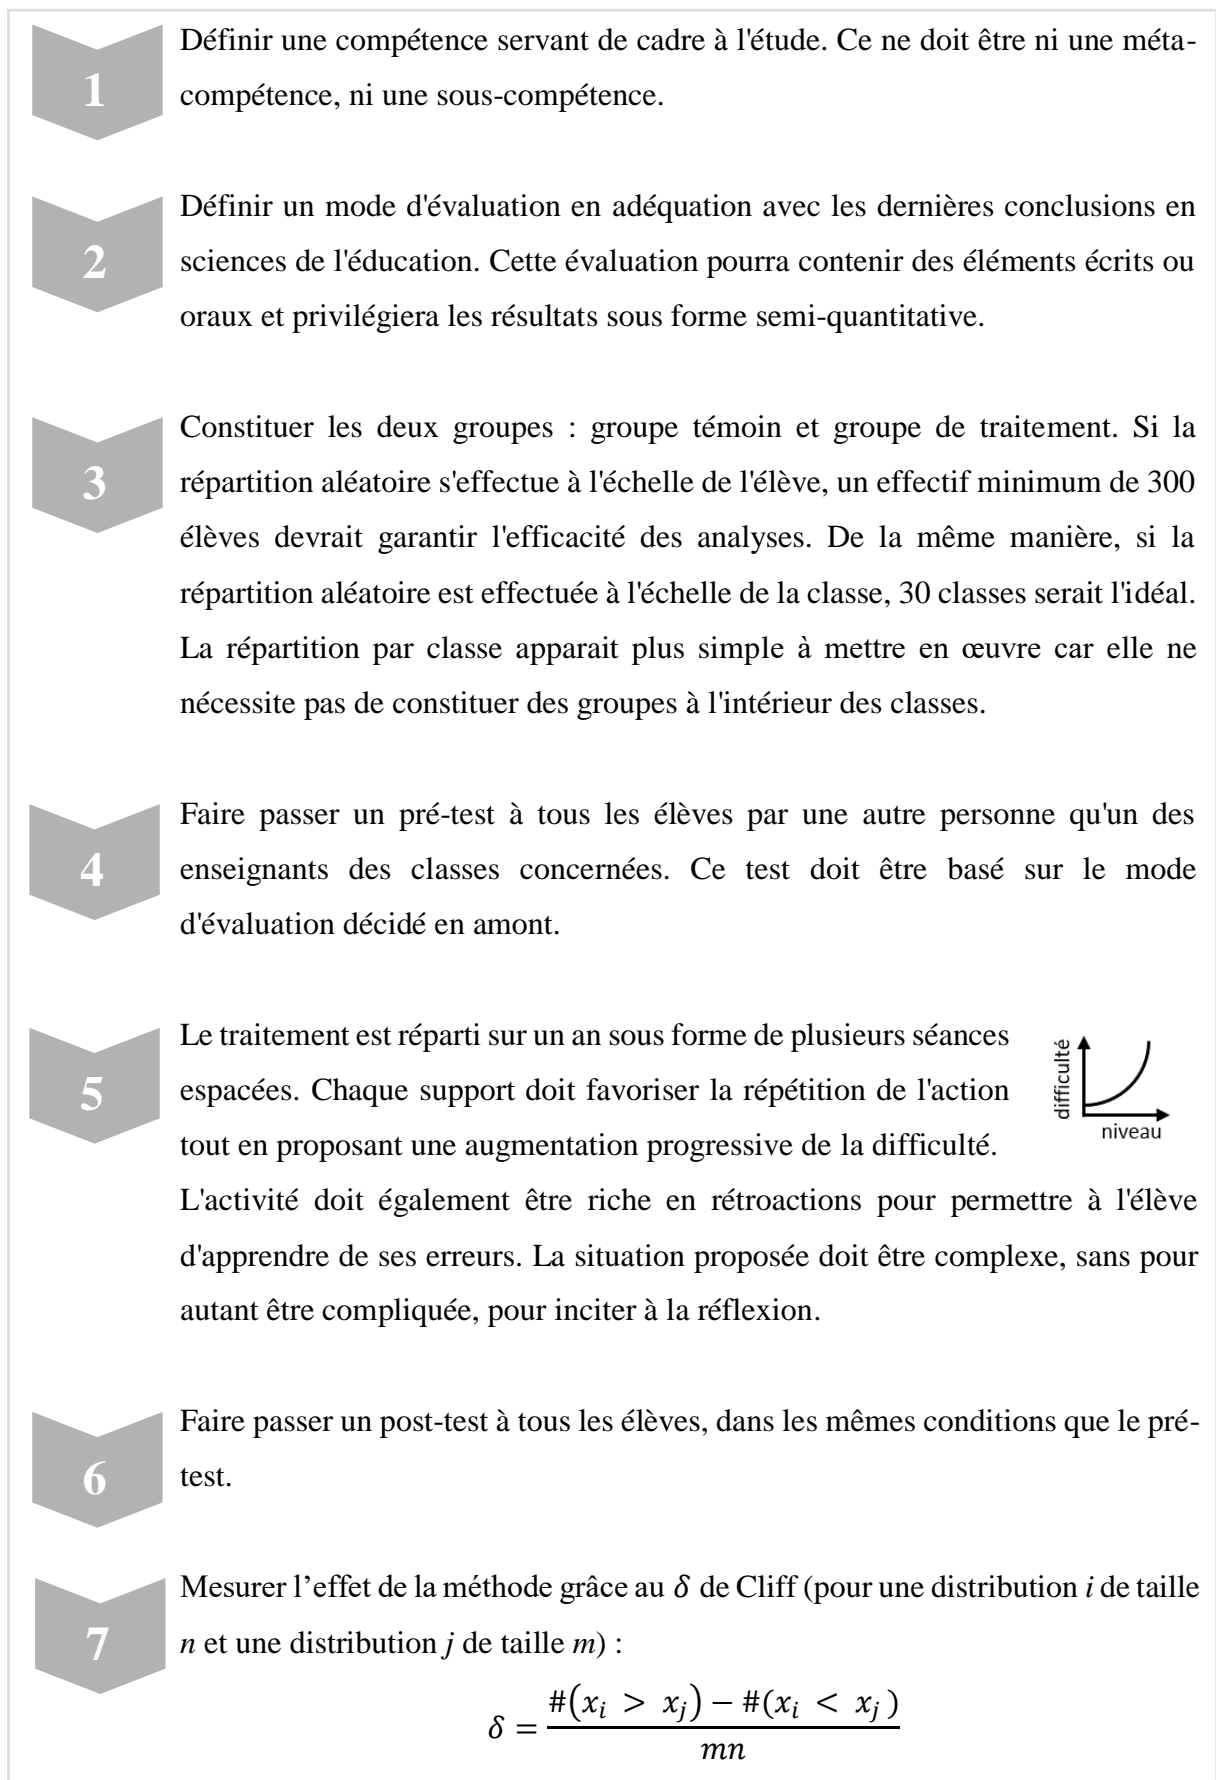 1
Définir une compétence servant de cadre à l'étude. Ce ne doit être ni une méta-
compétence, ni une sous-compétence.
2
Définir un mode d'évaluation en adéquation avec les dernières conclusions en
sciences de l'éducation. Cette évaluation pourra contenir des éléments écrits ou
oraux et privilégiera les résultats sous forme semi-quantitative.
3
Constituer les deux groupes : groupe témoin et groupe de traitement. Si la
répartition aléatoire s'effectue à l'échelle de l'élève, un effectif minimum de 300
élèves devrait garantir l'efficacité des analyses. De la même manière, si la
répartition aléatoire est effectuée à l'échelle de la classe, 30 classes serait l'idéal.
La répartition par classe apparait plus simple à mettre en œuvre car elle ne
nécessite pas de constituer des groupes à l'intérieur des classes.
4
Faire passer un pré-test à tous les élèves par une autre personne qu'un des
enseignants des classes concernées. Ce test doit être basé sur le mode
d'évaluation décidé en amont.
5
Le traitement est réparti sur un an sous forme de plusieurs séances
espacées. Chaque support doit favoriser la répétition de l'action
tout en proposant une augmentation progressive de la difficulté.
difficulté
niveau
L'activité doit également être riche en rétroactions pour permettre à l'élève
d'apprendre de ses erreurs. La situation proposée doit être complexe, sans pour
autant être compliquée, pour inciter à la réflexion.
6
Faire passer un post-test à tous les élèves, dans les mêmes conditions que le pré-
test.
7
Mesurer l’effet de la méthode grâce au δ de Cliff (pour une distribution i de taille
n et une distribution j de taille m) :
δ = (#(x_i > x_j) − #(x_i < x_j)) / mn